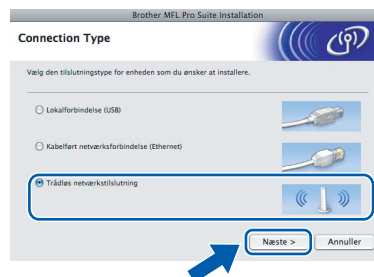 Brother MFL Pro Suite Installation
Connection Type
Vælg den tilslutningstype for enheden som du ønsker at installere.
Lokalforbindelse (USB)
Kabelført netværksforbindelse (Ethernet)
Trådløs netværkstilslutning
Næste >
Annuller